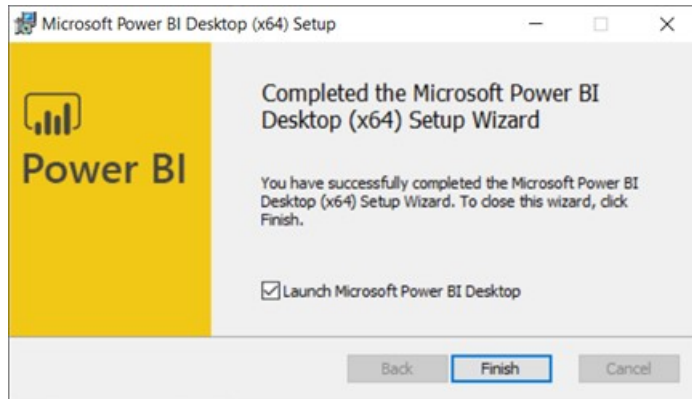 Microsoft Power BI Desktop (x64) Setup
Power BI
Completed the Microsoft Power BI
Desktop (x64) Setup Wizard
You have successfully completed the Microsoft Power BI
Desktop (x64) Setup Wizard. To close this wizard, click
Finish.
Launch Microsoft Power BI Desktop
Back
Finish
Cancel